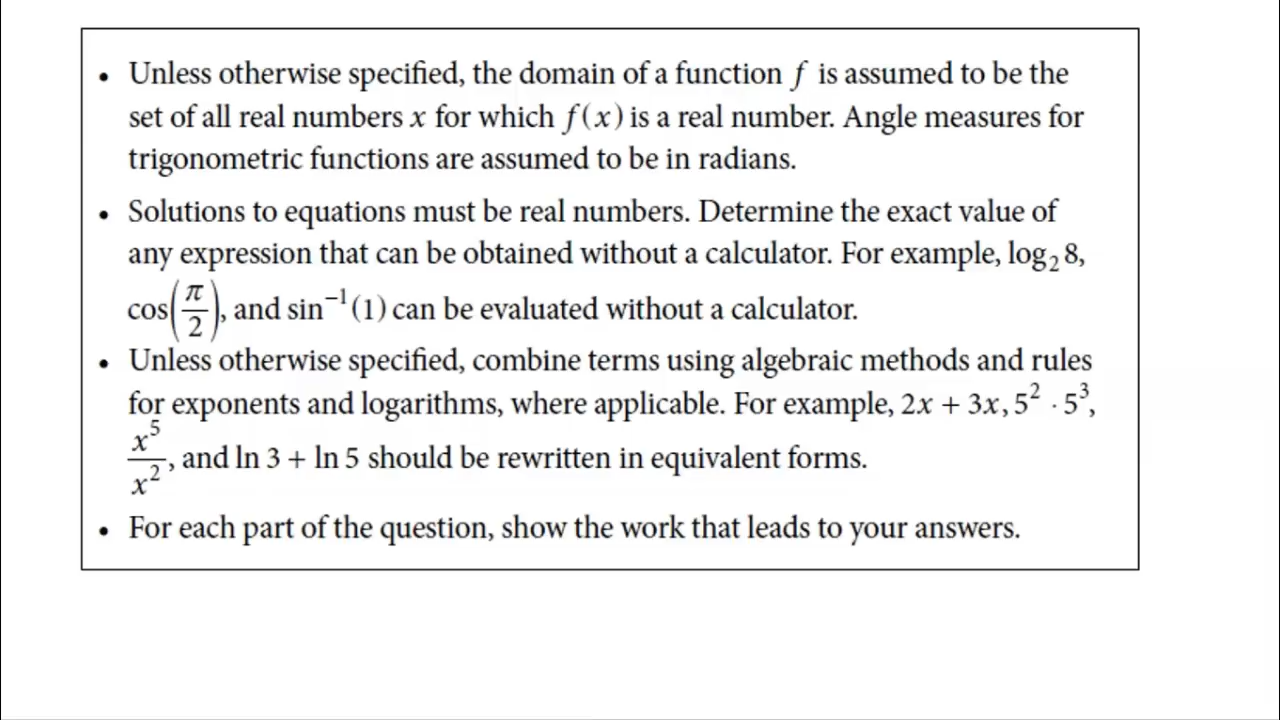 • Unless otherwise specified, the domain of a function f is assumed to be the
set of all real numbers x for which f(x) is a real number. Angle measures for
trigonometric functions are assumed to be in radians.
• Solutions to equations must be real numbers. Determine the exact value of
any expression that can be obtained without a calculator. For example, log₂ 8,
cos(π/2), and sin⁻¹(1) can be evaluated without a calculator.
• Unless otherwise specified, combine terms using algebraic methods and rules
for exponents and logarithms, where applicable. For example, 2x + 3x, 5² · 5³,
x⁵/x², and ln 3 + ln 5 should be rewritten in equivalent forms.
• For each part of the question, show the work that leads to your answers.